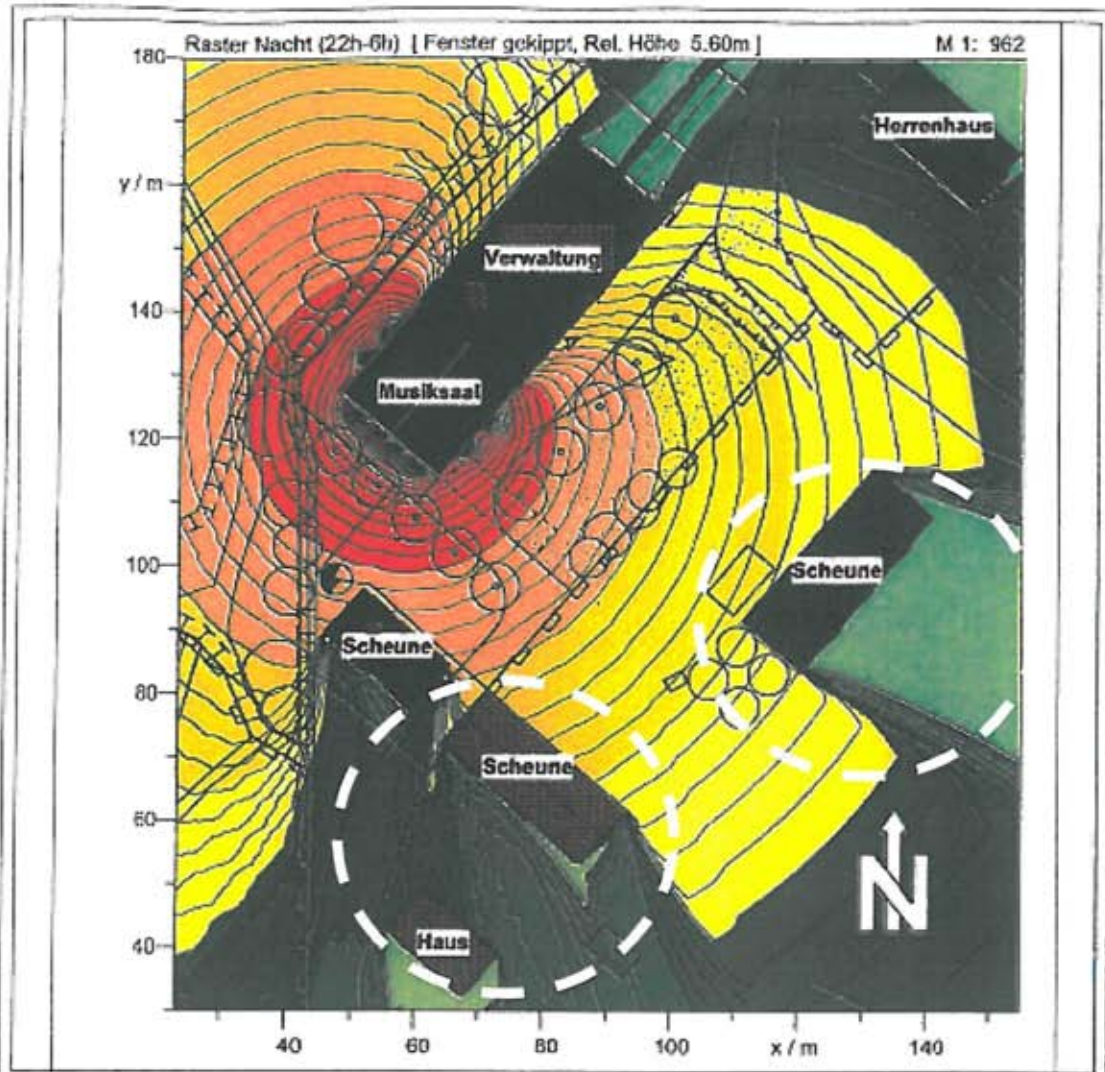 Raster Nacht (22h-6h) [ Fenster gekippt, Rel. Höhe 5.60m ] M 1: 962
180
Herrenhaus
y / m
Verwaltung
140
Musiksaal
120
100
Scheune
Scheune
80
Scheune
60
N
40
Haus
40 60 80 100 x / m 140